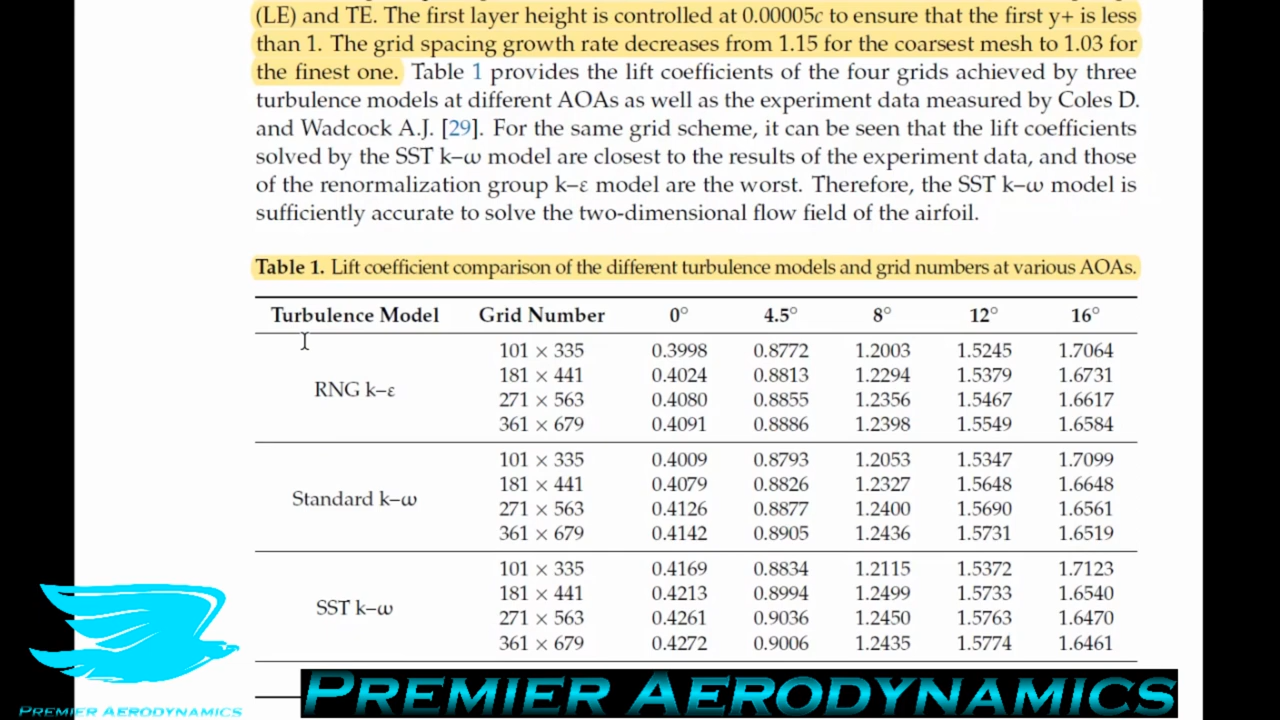 (LE) and TE. The first layer height is controlled at 0.00005c to ensure that the first y+ is less
than 1. The grid spacing growth rate decreases from 1.15 for the coarsest mesh to 1.03 for
the finest one. Table 1 provides the lift coefficients of the four grids achieved by three
turbulence models at different AOAs as well as the experiment data measured by Coles D.
and Wadcock A.J. [29]. For the same grid scheme, it can be seen that the lift coefficients
solved by the SST k–ω model are closest to the results of the experiment data, and those
of the renormalization group k–ε model are the worst. Therefore, the SST k–ω model is
sufficiently accurate to solve the two-dimensional flow field of the airfoil.
Table 1. Lift coefficient comparison of the different turbulence models and grid numbers at various AOAs.
Turbulence Model Grid Number 0° 4.5° 8° 12° 16°
101 × 335 0.3998 0.8772 1.2003 1.5245 1.7064
181 × 441 0.4024 0.8813 1.2294 1.5379 1.6731
RNG k–ε
271 × 563 0.4080 0.8855 1.2356 1.5467 1.6617
361 × 679 0.4091 0.8886 1.2398 1.5549 1.6584
101 × 335 0.4009 0.8793 1.2053 1.5347 1.7099
181 × 441 0.4079 0.8826 1.2327 1.5648 1.6648
Standard k–ω
271 × 563 0.4126 0.8877 1.2400 1.5690 1.6561
361 × 679 0.4142 0.8905 1.2436 1.5731 1.6519
101 × 335 0.4169 0.8834 1.2115 1.5372 1.7123
181 × 441 0.4213 0.8994 1.2499 1.5733 1.6540
SST k–ω
271 × 563 0.4261 0.9036 1.2450 1.5763 1.6470
361 × 679 0.4272 0.9006 1.2435 1.5774 1.6461
PREMIER AERODYNAMICS
PREMIER AERODYNAMICS